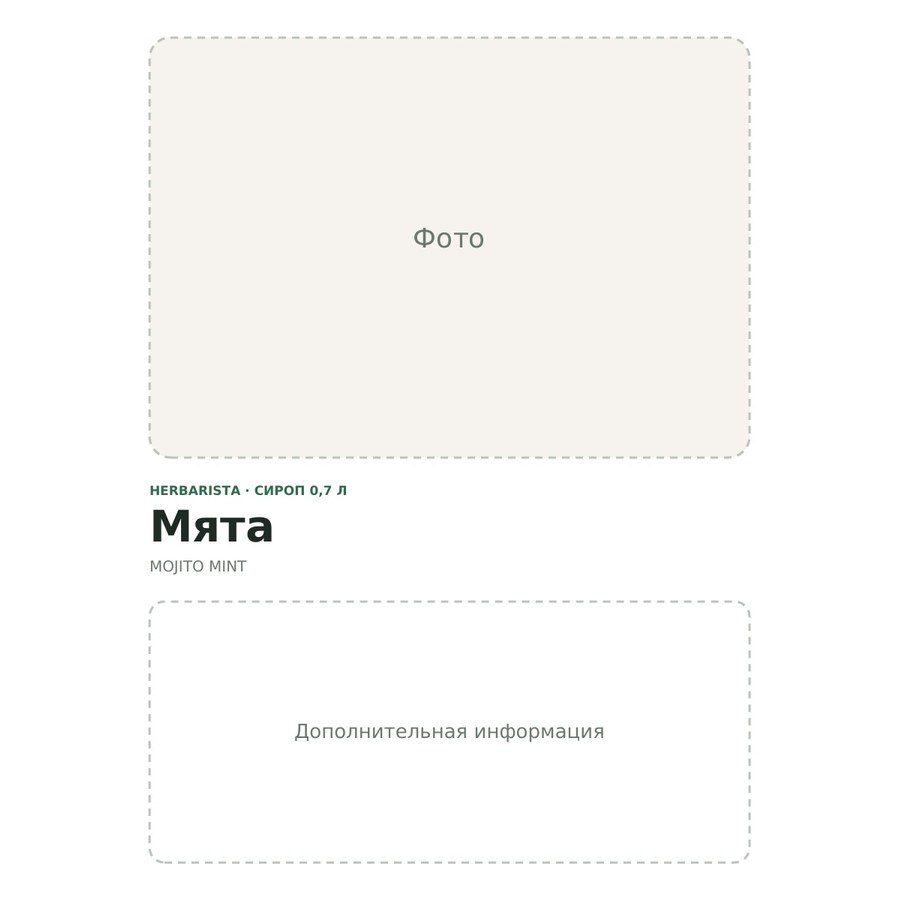 Фото
HERBARISTA · СИРОП 0,7 Л
Мята
MOJITO MINT
Дополнительная информация